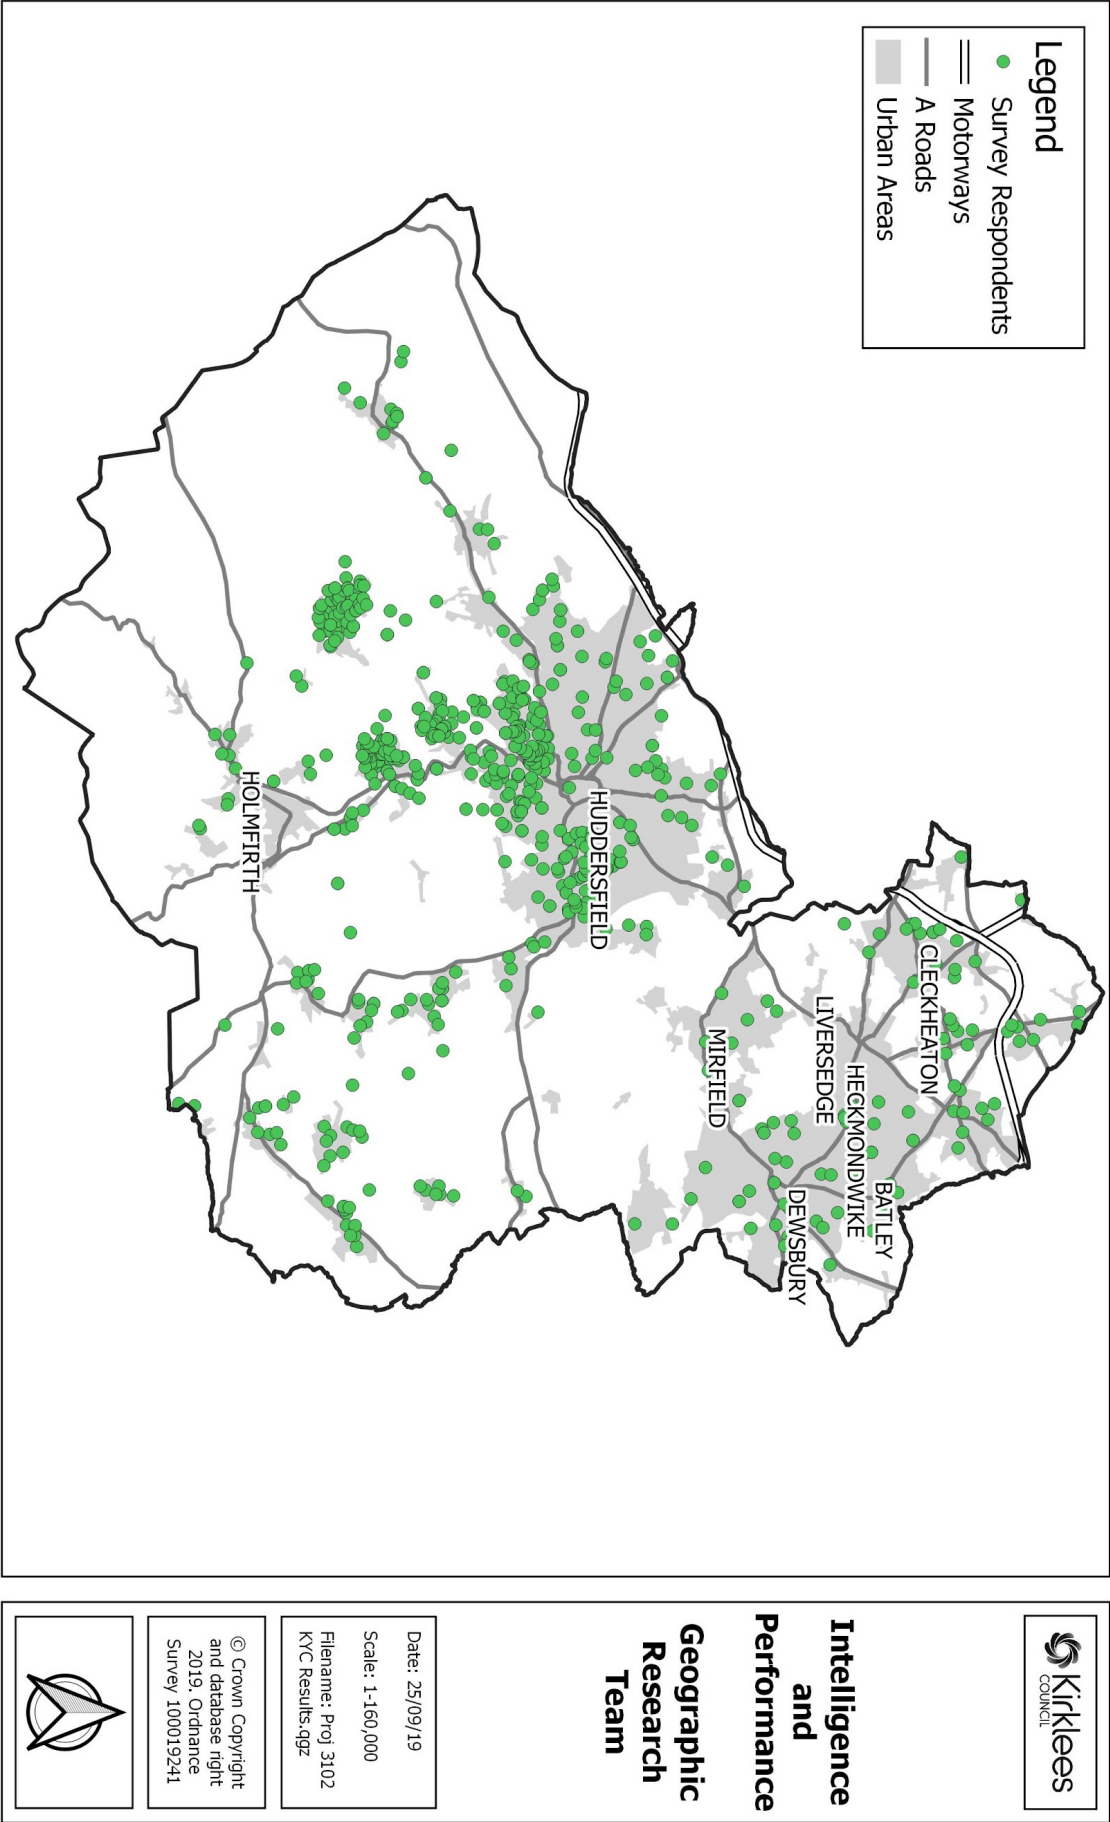 Legend
Survey Respondents
Motorways
A Roads
Urban Areas
CLECKHEATON
BATLEY
HECKMONDWIKE
LIVERSEDGE
DEWSBURY
MIRFIELD
HUDDERSFIELD
HOLMFIRTH
Kirklees
COUNCIL
Intelligence
and
Performance
Geographic
Research
Team
Date: 25/09/19
Scale: 1-160,000
Filename: Proj 3102
KYC Results.qgz
© Crown Copyright
and database right
2019. Ordnance
Survey 100019241